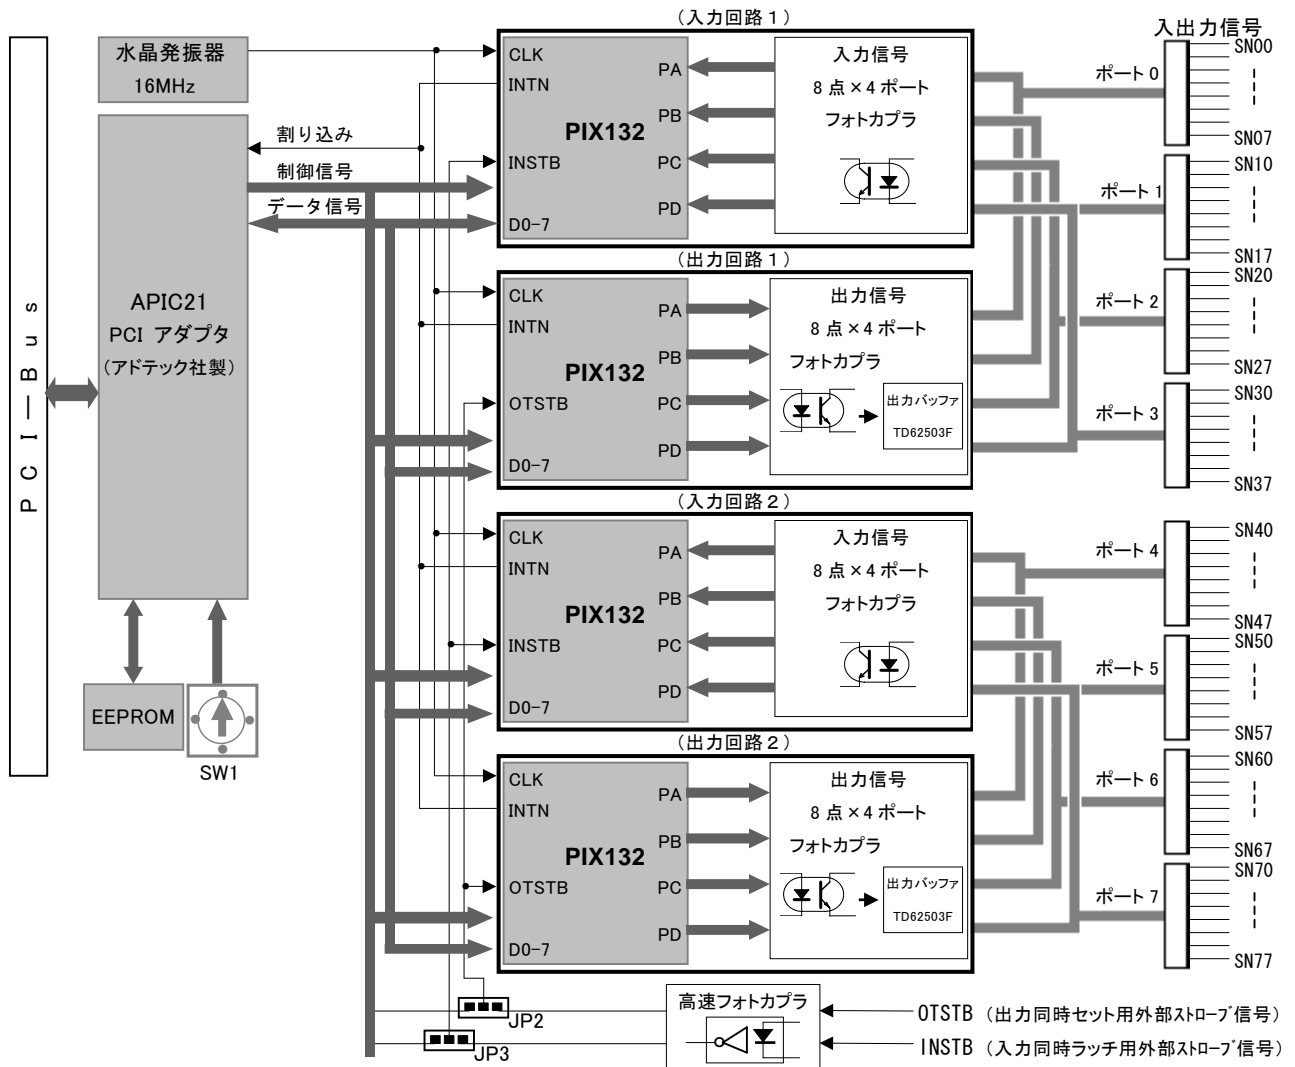 PCI—Bus
水晶発振器
16MHz
割り込み
制御信号
データ信号
APIC21
PCI アダプタ
(アドテック社製)
EEPROM
SW1
(入力回路1)
CLK
INTN
INSTB
D0-7
PIX132
PA
PB
PC
PD
入力信号
8点×4ポート
フォトカプラ
(出力回路1)
CLK
INTN
OTSTB
D0-7
PIX132
PA
PB
PC
PD
出力信号
8点×4ポート
フォトカプラ
出力バッファ
TD62503F
(入力回路2)
CLK
INTN
INSTB
D0-7
PIX132
PA
PB
PC
PD
入力信号
8点×4ポート
フォトカプラ
(出力回路2)
CLK
INTN
OTSTB
D0-7
PIX132
PA
PB
PC
PD
出力信号
8点×4ポート
フォトカプラ
出力バッファ
TD62503F
入出力信号
ポート0
SN00
SN07
ポート1
SN10
SN17
ポート2
SN20
SN27
ポート3
SN30
SN37
ポート4
SN40
SN47
ポート5
SN50
SN57
ポート6
SN60
SN67
ポート7
SN70
SN77
JP2
JP3
高速フォトカプラ
OTSTB (出力同時セット用外部ストローブ信号)
INSTB (入力同時ラッチ用外部ストローブ信号)